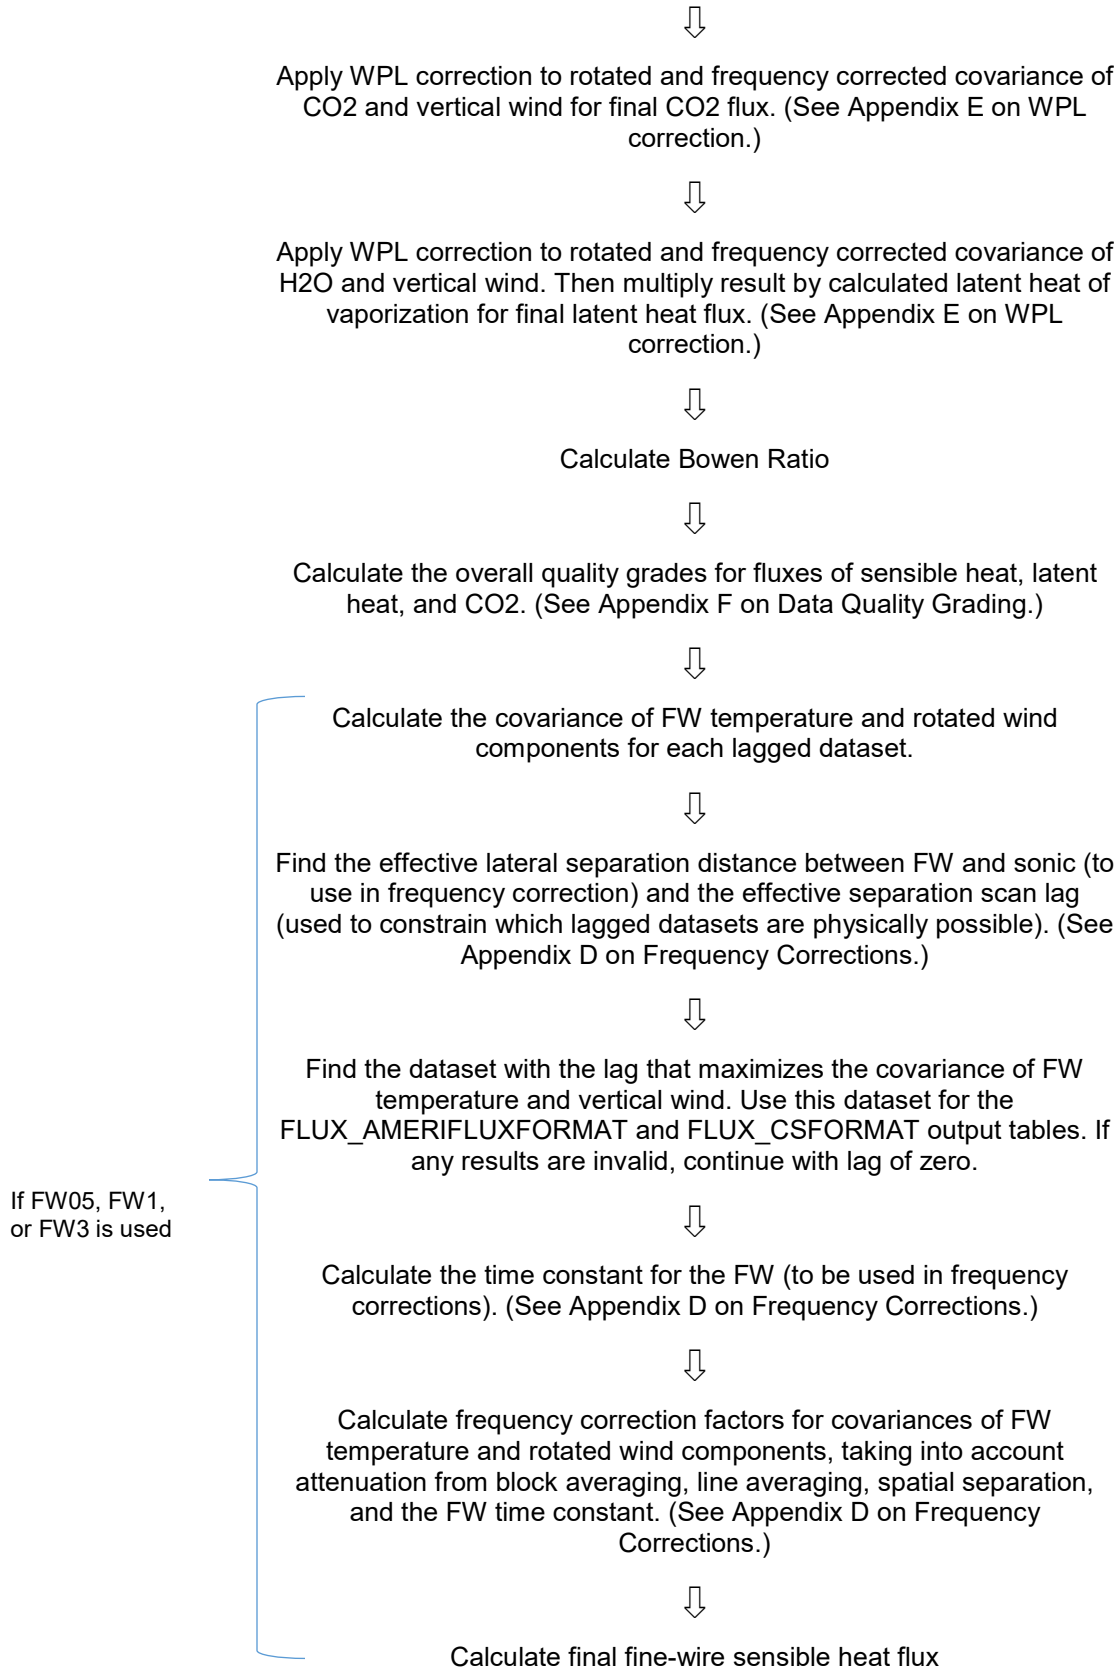 Apply WPL correction to rotated and frequency corrected covariance of
CO2 and vertical wind for final CO2 flux. (See Appendix E on WPL
correction.)
Apply WPL correction to rotated and frequency corrected covariance of
H2O and vertical wind. Then multiply result by calculated latent heat of
vaporization for final latent heat flux. (See Appendix E on WPL
correction.)
Calculate Bowen Ratio
Calculate the overall quality grades for fluxes of sensible heat, latent
heat, and CO2. (See Appendix F on Data Quality Grading.)
If FW05, FW1,
or FW3 is used
Calculate the covariance of FW temperature and rotated wind
components for each lagged dataset.
Find the effective lateral separation distance between FW and sonic (to
use in frequency correction) and the effective separation scan lag
(used to constrain which lagged datasets are physically possible). (See
Appendix D on Frequency Corrections.)
Find the dataset with the lag that maximizes the covariance of FW
temperature and vertical wind. Use this dataset for the
FLUX_AMERIFLUXFORMAT and FLUX_CSFORMAT output tables. If
any results are invalid, continue with lag of zero.
Calculate the time constant for the FW (to be used in frequency
corrections). (See Appendix D on Frequency Corrections.)
Calculate frequency correction factors for covariances of FW
temperature and rotated wind components, taking into account
attenuation from block averaging, line averaging, spatial separation,
and the FW time constant. (See Appendix D on Frequency
Corrections.)
Calculate final fine-wire sensible heat flux